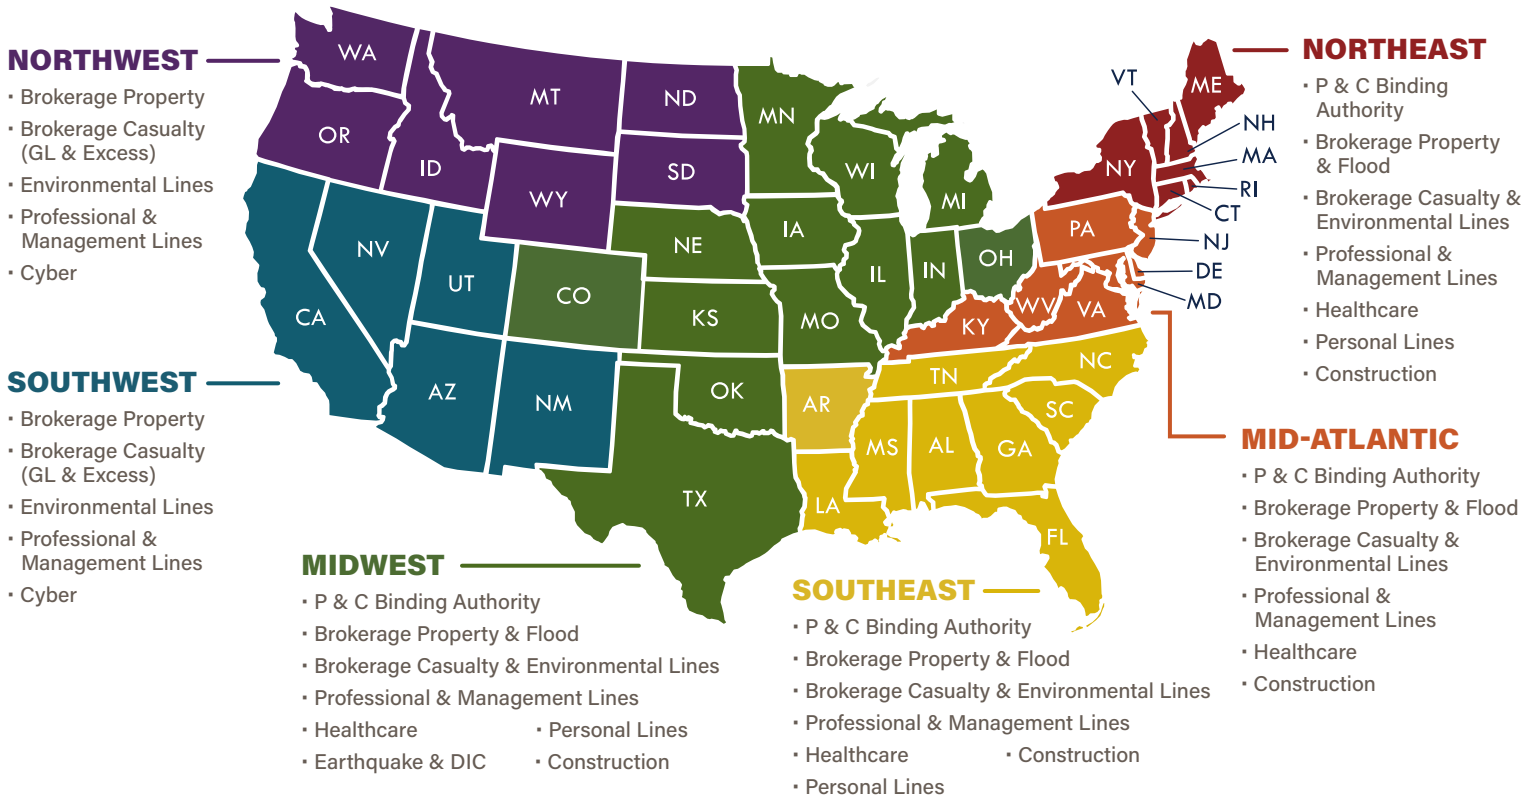 NORTHWEST
· Brokerage Property
· Brokerage Casualty
(GL & Excess)
· Environmental Lines
· Professional &
Management Lines
· Cyber
SOUTHWEST
· Brokerage Property
· Brokerage Casualty
(GL & Excess)
· Environmental Lines
· Professional &
Management Lines
· Cyber
WA
OR
ID
MT
WY
ND
SD
NV
UT
CA
AZ
NM
CO
NE
KS
OK
TX
MN
IA
MO
WI
IL
IN
MI
OH
AR
LA
MS
AL
TN
GA
FL
SC
NC
KY
WV
VA
PA
NY
VT
ME
NH
MA
RI
CT
NJ
DE
MD
MIDWEST
· P & C Binding Authority
· Brokerage Property & Flood
· Brokerage Casualty & Environmental Lines
· Professional & Management Lines
· Healthcare
· Personal Lines
· Earthquake & DIC
· Construction
SOUTHEAST
· P & C Binding Authority
· Brokerage Property & Flood
· Brokerage Casualty & Environmental Lines
· Professional & Management Lines
· Healthcare
· Construction
· Personal Lines
NORTHEAST
· P & C Binding
Authority
· Brokerage Property
& Flood
· Brokerage Casualty &
Environmental Lines
· Professional &
Management Lines
· Healthcare
· Personal Lines
· Construction
MID-ATLANTIC
· P & C Binding Authority
· Brokerage Property & Flood
· Brokerage Casualty &
Environmental Lines
· Professional &
Management Lines
· Healthcare
· Construction